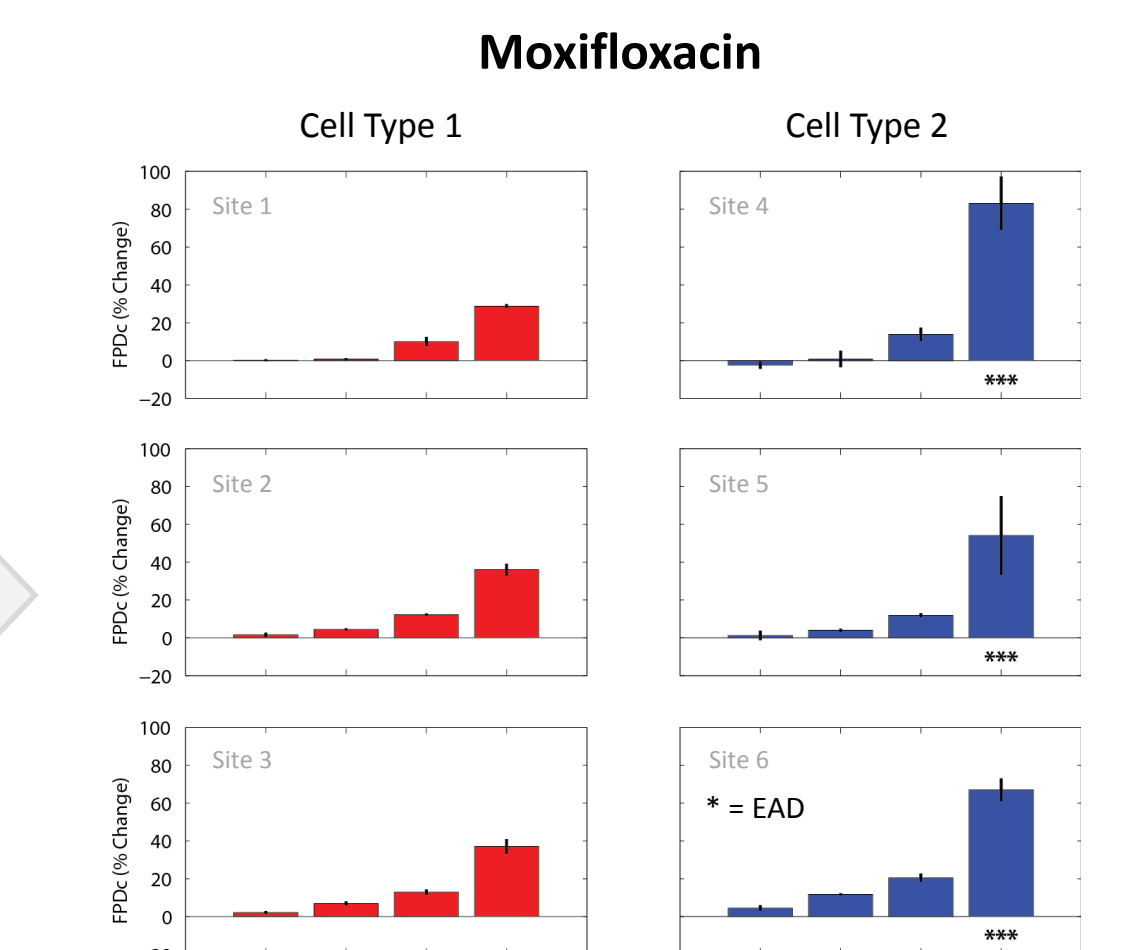 Moxifloxacin
Cell Type 1
Cell Type 2
Site 1
FPDc (% Change)
100
80
60
40
20
0
−20
Site 4
***
Site 2
FPDc (% Change)
100
80
60
40
20
0
−20
Site 5
***
Site 3
FPDc (% Change)
100
80
60
40
20
0
Site 6
* = EAD
***